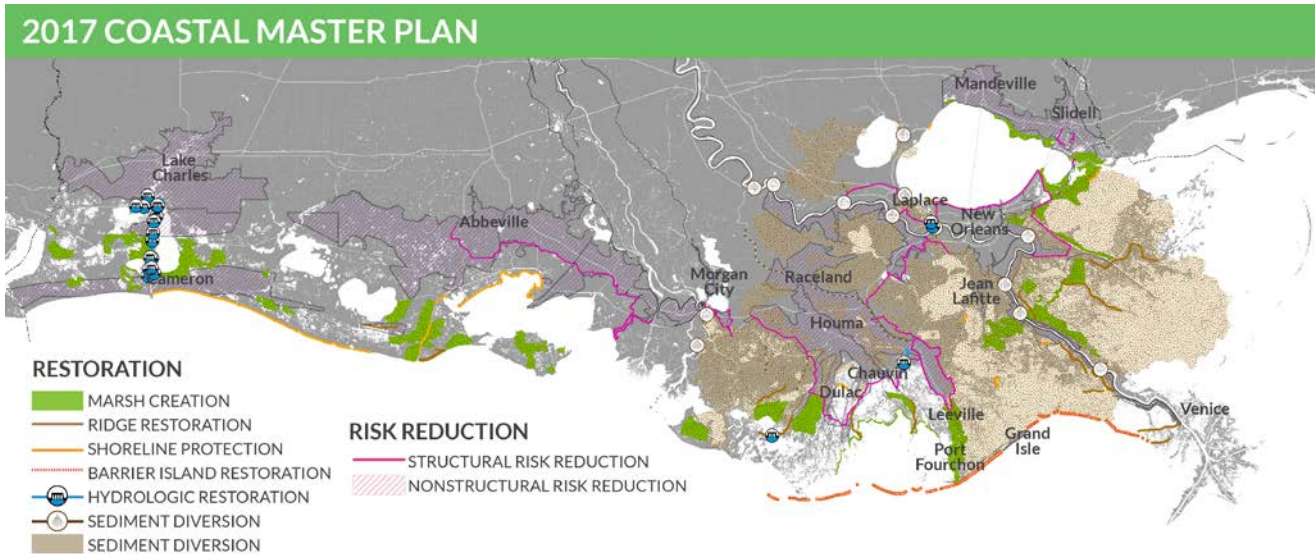 2017 COASTAL MASTER PLAN
Mandeville
Slidell
Lake
Charles
Abbeville
Laplace
New
Orleans
Cameron
Morgan
City
Raceland
Jean
Lafitte
Houma
Chauvin
Dulac
Leeville
Venice
Port
Fourchon
Grand
Isle
RESTORATION
MARSH CREATION
RIDGE RESTORATION
SHORELINE PROTECTION
BARRIER ISLAND RESTORATION
HYDROLOGIC RESTORATION
SEDIMENT DIVERSION
SEDIMENT DIVERSION
RISK REDUCTION
STRUCTURAL RISK REDUCTION
NONSTRUCTURAL RISK REDUCTION